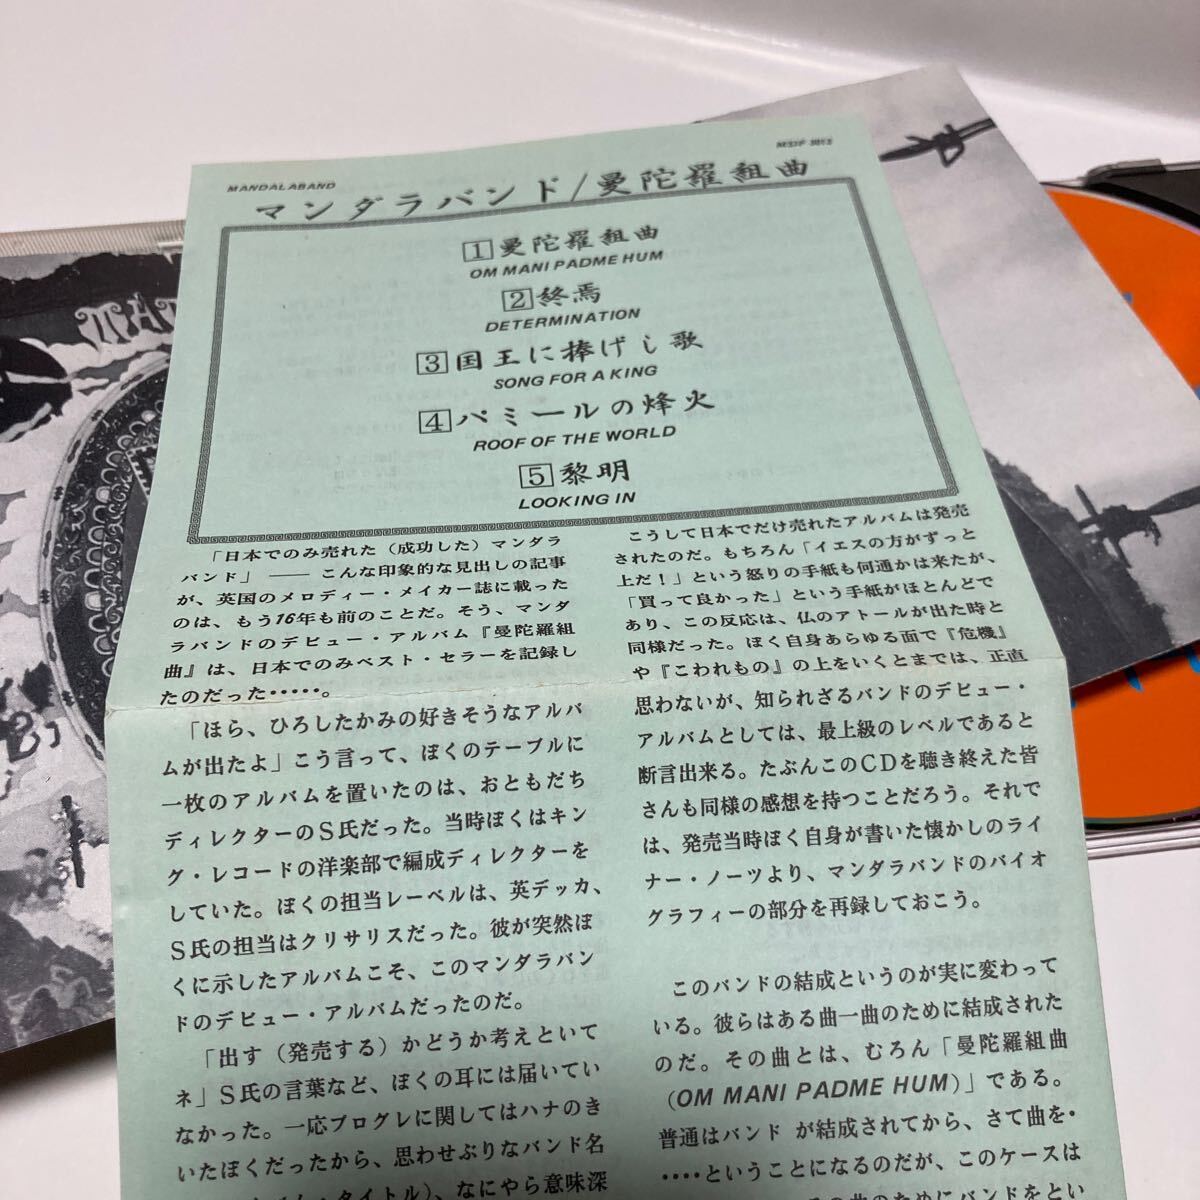 MANDALABAND
マンダラバンド/曼陀羅組曲
1 曼陀羅組曲
OM MANI PADME HUM
2 終焉
DETERMINATION
3 国王に捧げし歌
SONG FOR A KING
4 パミールの烽火
ROOF OF THE WORLD
5 黎明
LOOKING IN
「日本でのみ売れた（成功した）マンダラ
バンド」 —— こんな印象的な見出しの記事
が、英国のメロディー・メイカー誌に載った
のは、もう16年も前のことだ。そう、マンダ
ラバンドのデビュー・アルバム『曼陀羅組
曲』は、日本でのみベスト・セラーを記録し
たのだった・・・・・。
「ほら、ひろしたかみの好きそうなアルバ
ムが出たよ」こう言って、ぼくのテーブルに
一枚のアルバムを置いたのは、おともだち
ディレクターのS氏だった。当時ぼくはキン
グ・レコードの洋楽部で編成ディレクターを
していた。ぼくの担当レーベルは、英デッカ、
S氏の担当はクリサリスだった。彼が突然ぼ
くに示したアルバムこそ、このマンダラバン
ドのデビュー・アルバムだったのだ。
「出す（発売する）かどうか考えといて
ネ」S氏の言葉など、ぼくの耳には届いてい
なかった。一応プログレに関してはハナのき
いたぼくだったから、思わせぶりなバンド名
タイトル）、なにやら意味深
こうして日本でだけ売れたアルバムは発売
されたのだ。もちろん「イエスの方がずっと
上だ！」という怒りの手紙も何通かは来たが、
「買って良かった」という手紙がほとんどで
あり、この反応は、仏のアトールが出た時と
同様だった。ぼく自身あらゆる面で『危機』
や『こわれもの』の上をいくとまでは、正直
思わないが、知られざるバンドのデビュー・
アルバムとしては、最上級のレベルであると
断言出来る。たぶんこのCDを聴き終えた皆
さんも同様の感想を持つことだろう。それで
は、発売当時ぼく自身が書いた懐かしのライ
ナー・ノーツより、マンダラバンドのバイオ
グラフィーの部分を再録しておこう。
このバンドの結成というのが実に変わって
いる。彼らはある曲一曲のために結成された
のだ。その曲とは、むろん「曼陀羅組曲
（OM MANI PADME HUM）」である。
普通はバンド が結成されてから、さて曲を・
・・・・ということになるのだが、このケースは
の曲のためにバンドをとい